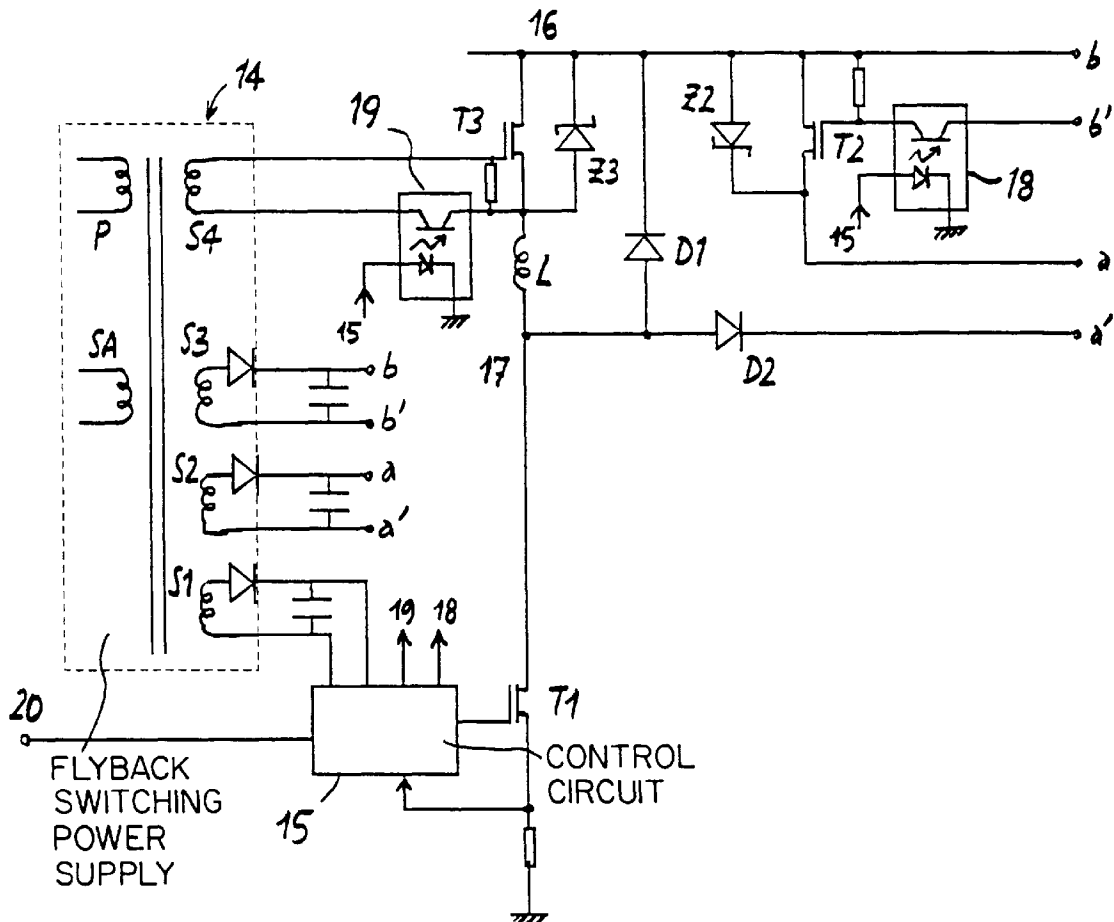 16
b
14
19
T3
Z3
Z2
T2
b'
18
15
P
S4
L
D1
a
15
SA
S3
b
b'
17
D2
a'
S2
a
a'
S1
19
18
T1
20
FLYBACK
SWITCHING
POWER
SUPPLY
15
CONTROL
CIRCUIT